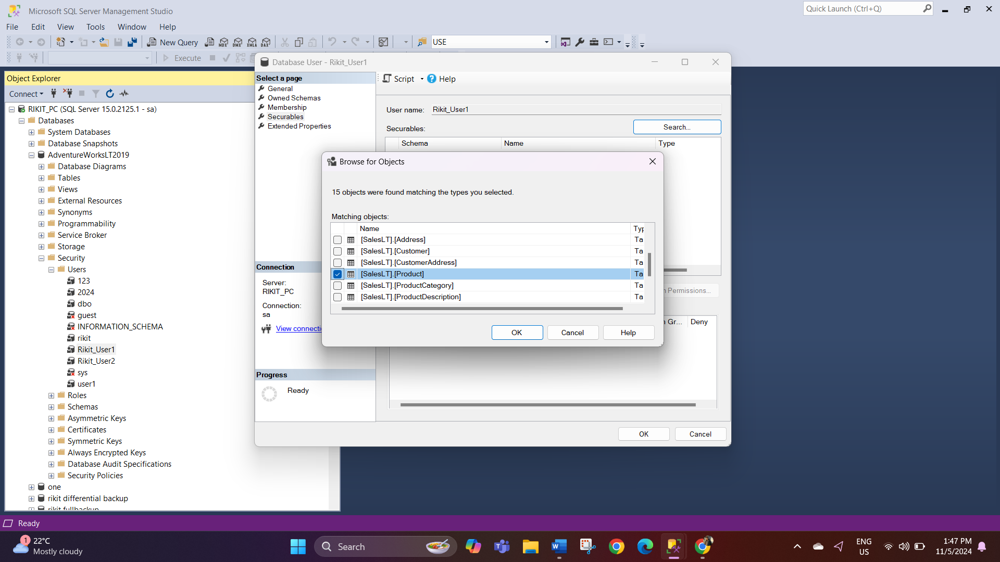 Microsoft SQL Server Management Studio
Quick Launch (Ctrl+Q)
File Edit View Tools Window Help
New Query MDX DMX XMLA DAX USE
Execute
Object Explorer
Connect
RIKIT_PC (SQL Server 15.0.2125.1 - sa)
Databases
System Databases
Database Snapshots
AdventureWorksLT2019
Database Diagrams
Tables
Views
External Resources
Synonyms
Programmability
Service Broker
Storage
Security
Users
123
2024
dbo
guest
INFORMATION_SCHEMA
rikit
Rikit_User1
Rikit_User2
sys
user1
Roles
Schemas
Asymmetric Keys
Certificates
Symmetric Keys
Always Encrypted Keys
Database Audit Specifications
Security Policies
one
rikit differential backup
rikit fullbackup
Database User - Rikit_User1
Select a page
General
Owned Schemas
Membership
Securables
Extended Properties
Script Help
User name: Rikit_User1
Securables: Search...
Schema Name Type
Browse for Objects
15 objects were found matching the types you selected.
Matching objects:
Name Typ
[SalesLT].[Address] Ta
[SalesLT].[Customer] Ta
[SalesLT].[CustomerAddress] Ta
[SalesLT].[Product] Ta
[SalesLT].[ProductCategory] Ta
[SalesLT].[ProductDescription] Ta
OK Cancel Help
Connection
Server:
RIKIT_PC
Connection:
sa
View connecti
n Permissions...
n Gr... Deny
Progress
Ready
OK Cancel
Ready
1
22°C
Mostly cloudy
Search
ENG
US
1:47 PM
11/5/2024